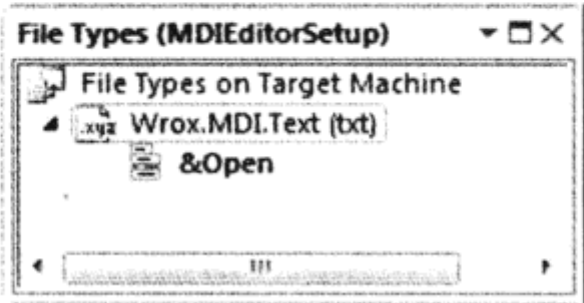 File Types (MDIEditorSetup)
File Types on Target Machine
.xyz Wrox.MDI.Text (txt)
&Open